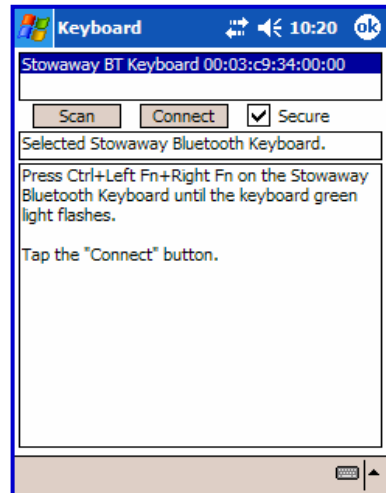 Keyboard 10:20 ok
Stowaway BT Keyboard 00:03:c9:34:00:00
Scan Connect Secure
Selected Stowaway Bluetooth Keyboard.
Press Ctrl+Left Fn+Right Fn on the Stowaway
Bluetooth Keyboard until the keyboard green
light flashes.
Tap the "Connect" button.